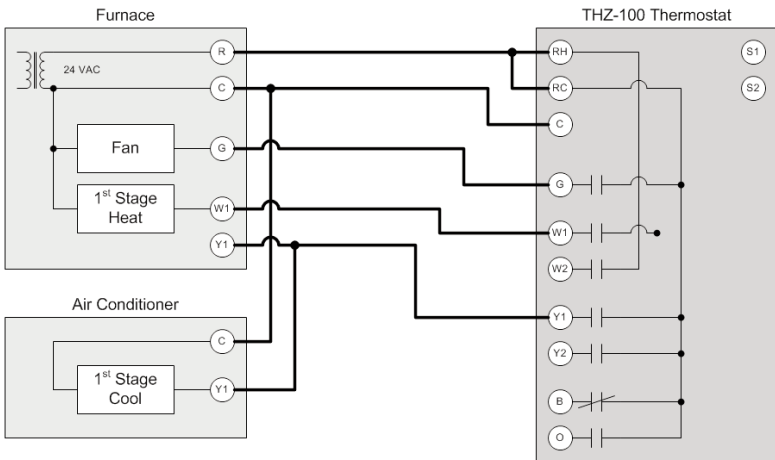 Furnace
THZ-100 Thermostat
R
RH
S1
24 VAC
C
RC
S2
C
Fan
G
G
1st Stage
Heat
W1
W1
Y1
W2
Air Conditioner
Y1
C
Y2
1st Stage
Cool
Y1
B
O